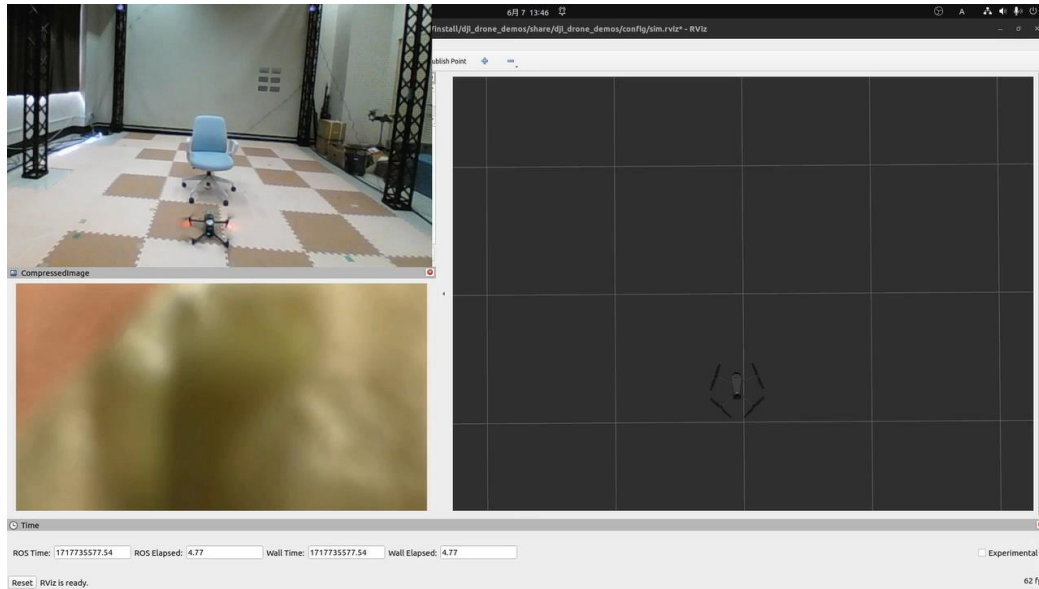 6月 7 13:46
A
/install/dji_drone_demos/share/dji_drone_demos/config/sim.rviz* - RViz
ublish Point
CompressedImage
Time
ROS Time: 1717735577.54 ROS Elapsed: 4.77 Wall Time: 1717735577.54 Wall Elapsed: 4.77 Experimental
Reset RViz is ready. 62